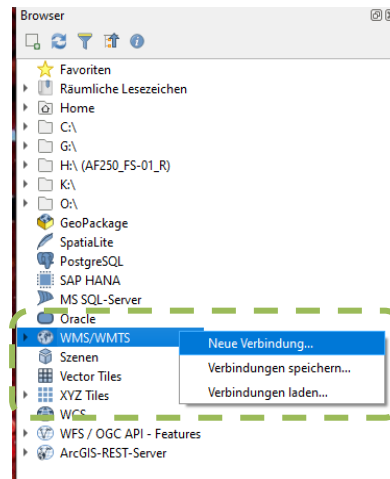 Browser
Favoriten
Räumliche Lesezeichen
Home
C:\
G:\
H:\ (AF250_FS-01_R)
K:\
O:\
GeoPackage
SpatiaLite
PostgreSQL
SAP HANA
MS SQL-Server
Oracle
WMS/WMTS
Neue Verbindung...
Szenen
Verbindungen speichern...
Vector Tiles
XYZ Tiles
Verbindungen laden...
WCS
WFS / OGC API - Features
ArcGIS-REST-Server